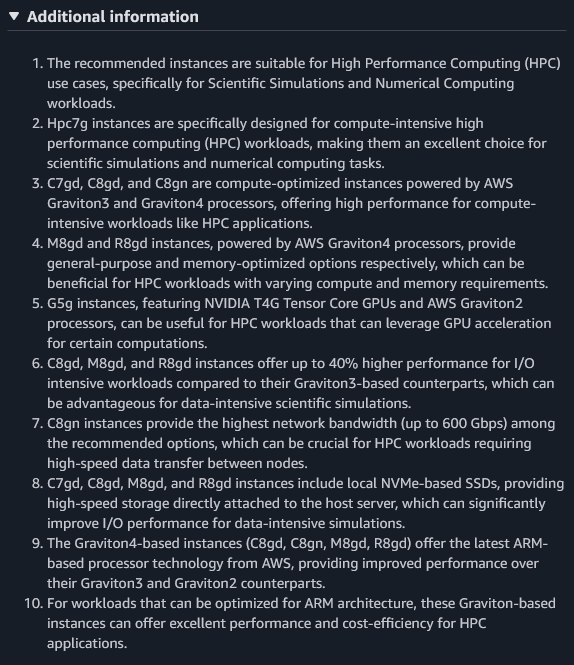 ▼ Additional information
1. The recommended instances are suitable for High Performance Computing (HPC)
use cases, specifically for Scientific Simulations and Numerical Computing
workloads.
2. Hpc7g instances are specifically designed for compute-intensive high
performance computing (HPC) workloads, making them an excellent choice for
scientific simulations and numerical computing tasks.
3. C7gd, C8gd, and C8gn are compute-optimized instances powered by AWS
Graviton3 and Graviton4 processors, offering high performance for compute-
intensive workloads like HPC applications.
4. M8gd and R8gd instances, powered by AWS Graviton4 processors, provide
general-purpose and memory-optimized options respectively, which can be
beneficial for HPC workloads with varying compute and memory requirements.
5. G5g instances, featuring NVIDIA T4G Tensor Core GPUs and AWS Graviton2
processors, can be useful for HPC workloads that can leverage GPU acceleration
for certain computations.
6. C8gd, M8gd, and R8gd instances offer up to 40% higher performance for I/O
intensive workloads compared to their Graviton3-based counterparts, which can
be advantageous for data-intensive scientific simulations.
7. C8gn instances provide the highest network bandwidth (up to 600 Gbps) among
the recommended options, which can be crucial for HPC workloads requiring
high-speed data transfer between nodes.
8. C7gd, C8gd, M8gd, and R8gd instances include local NVMe-based SSDs, providing
high-speed storage directly attached to the host server, which can significantly
improve I/O performance for data-intensive simulations.
9. The Graviton4-based instances (C8gd, C8gn, M8gd, R8gd) offer the latest ARM-
based processor technology from AWS, providing improved performance over
their Graviton3 and Graviton2 counterparts.
10. For workloads that can be optimized for ARM architecture, these Graviton-based
instances can offer excellent performance and cost-efficiency for HPC
applications.